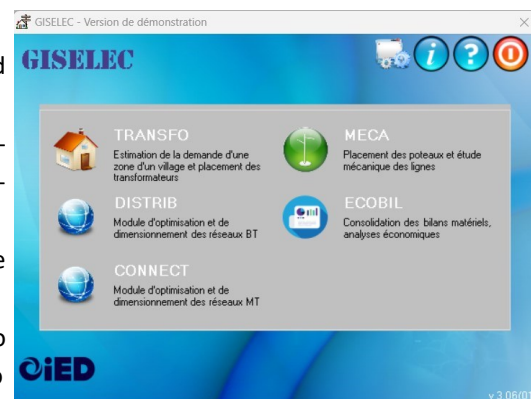 GISELEC - Version de démonstration
GISELEC
TRANSFO
Estimation de la demande d'une
zone d'un village et placement des
transformateurs
DISTRIB
Module d'optimisation et de
dimensionnement des réseaux BT
CONNECT
Module d'optimisation et de
dimensionnement des réseaux MT
MECA
Placement des poteaux et étude
mécanique des lignes
ECOBIL
Consolidation des bilans matériels,
analyses économiques
iED